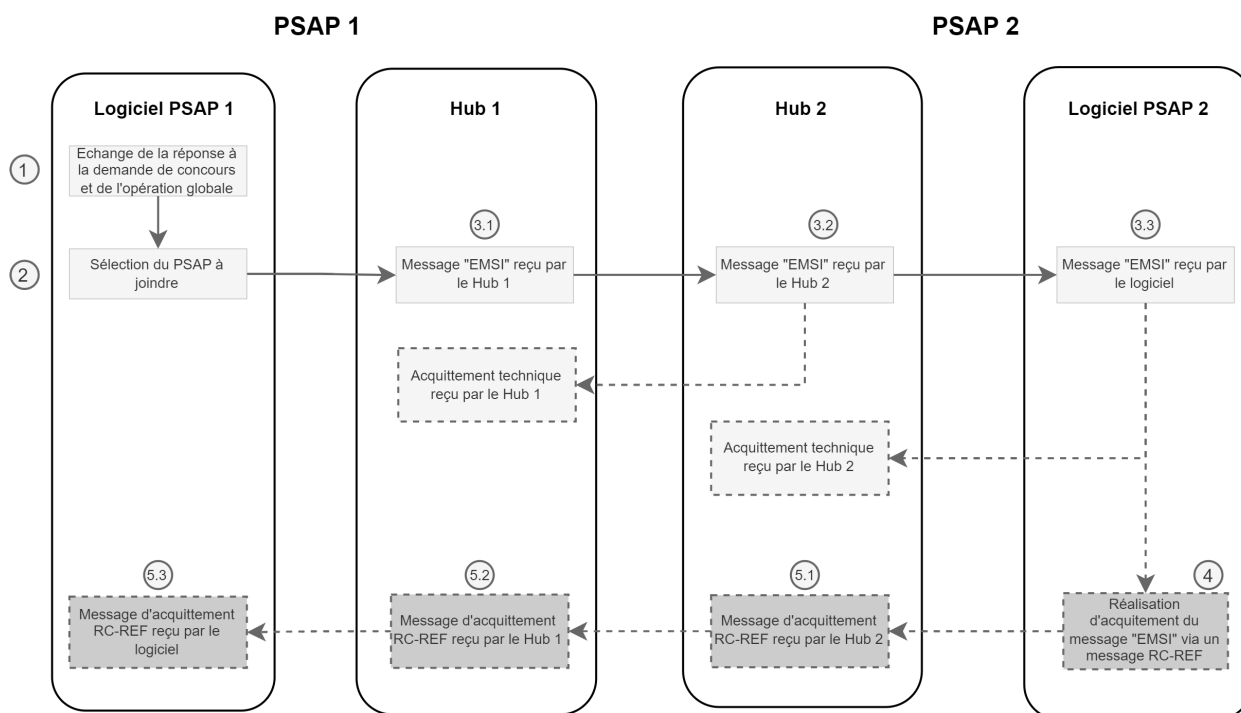 PSAP 1
PSAP 2
Logiciel PSAP 1
Hub 1
Hub 2
Logiciel PSAP 2
1
Echange de la réponse à
la demande de concours
et de l'opération globale
2
Sélection du PSAP à
joindre
3.1
Message "EMSI" reçu par
le Hub 1
3.2
Message "EMSI" reçu par
le Hub 2
3.3
Message "EMSI" reçu par
le logiciel
Acquittement technique
reçu par le Hub 1
Acquittement technique
reçu par le Hub 2
4
Réalisation
d'acquitement du
message "EMSI" via un
message RC-REF
5.1
Message d'acquittement
RC-REF reçu par le Hub 2
5.2
Message d'acquittement
RC-REF reçu par le Hub 1
5.3
Message d'acquittement
RC-REF reçu par le
logiciel